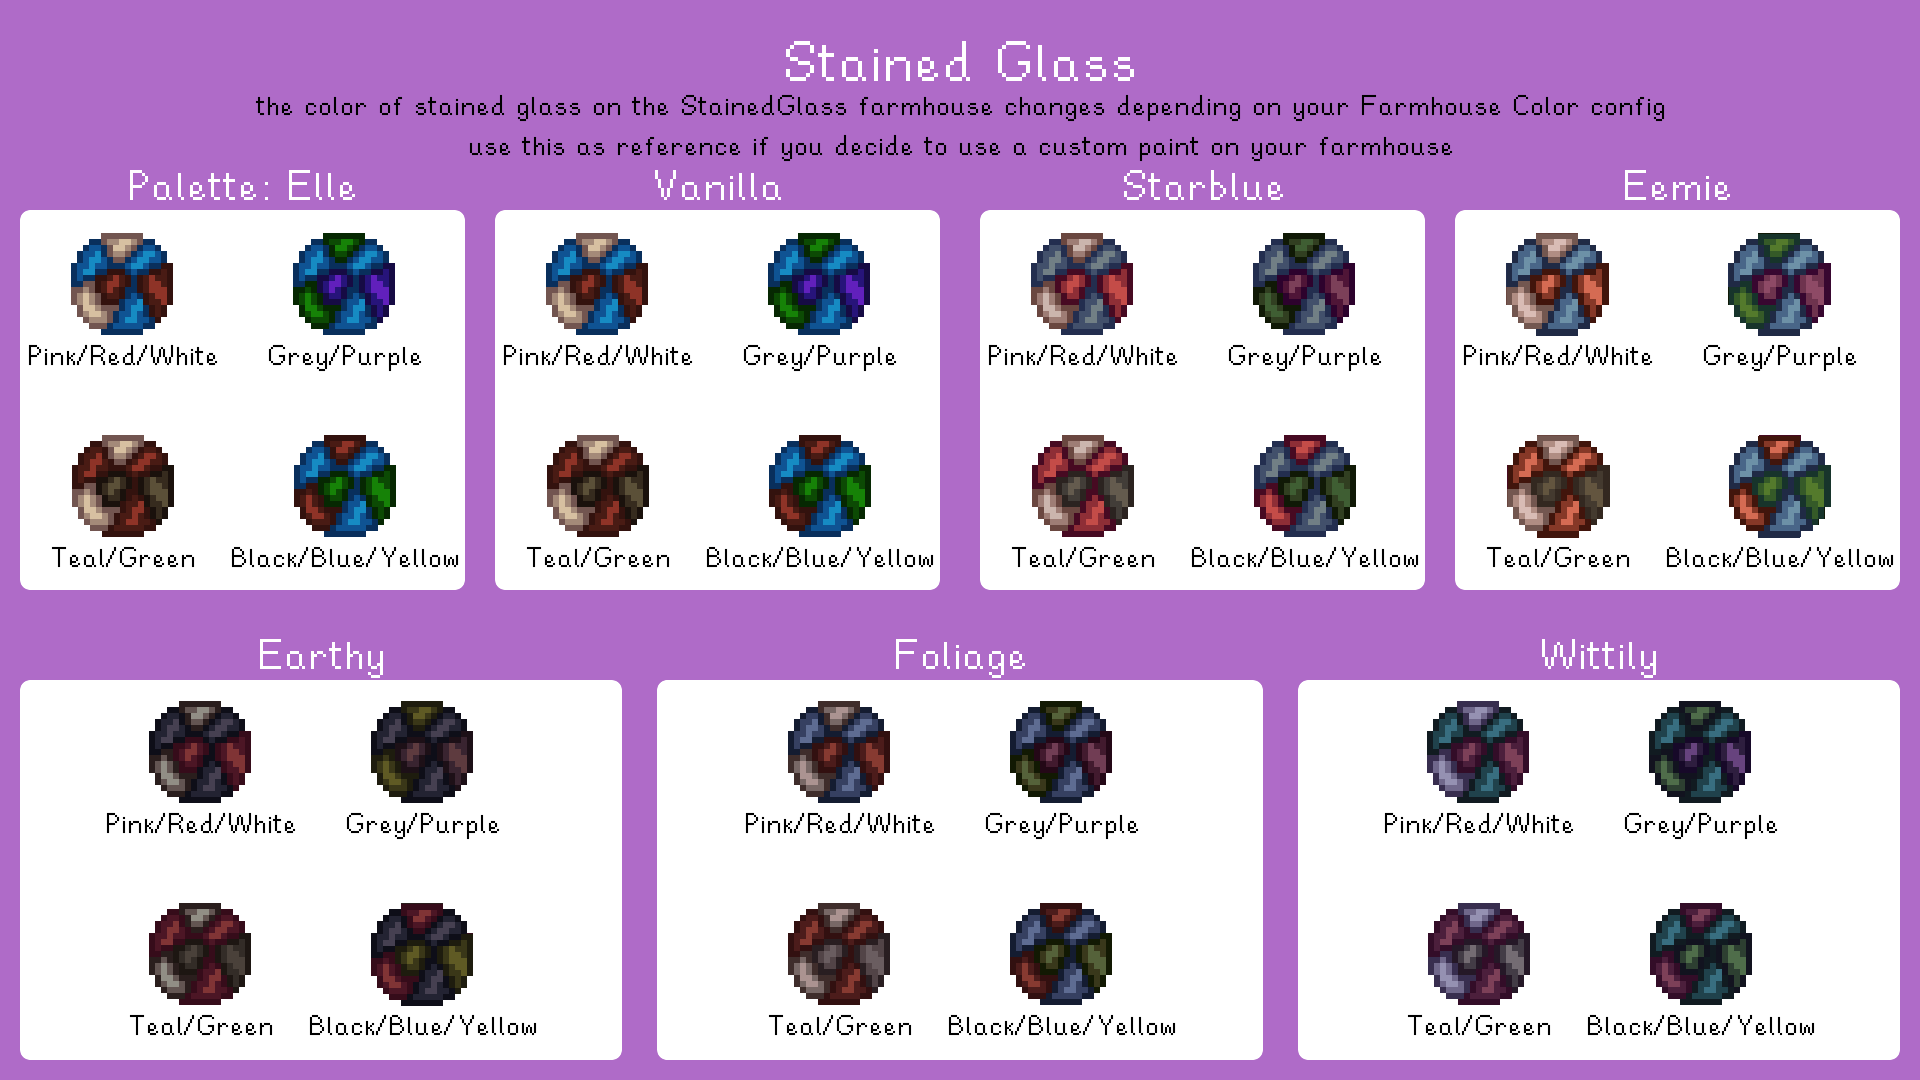 Stained Glass
the color of stained glass on the StainedGlass farmhouse changes depending on your Farmhouse Color config
use this as reference if you decide to use a custom paint on your farmhouse
Palette: Elle
Vanilla
Starblue
Eemie
Pink/Red/White
Grey/Purple
Pink/Red/White
Grey/Purple
Pink/Red/White
Grey/Purple
Pink/Red/White
Grey/Purple
Teal/Green
Black/Blue/Yellow
Teal/Green
Black/Blue/Yellow
Teal/Green
Black/Blue/Yellow
Teal/Green
Black/Blue/Yellow
Earthy
Foliage
Wittily
Pink/Red/White
Grey/Purple
Pink/Red/White
Grey/Purple
Pink/Red/White
Grey/Purple
Teal/Green
Black/Blue/Yellow
Teal/Green
Black/Blue/Yellow
Teal/Green
Black/Blue/Yellow